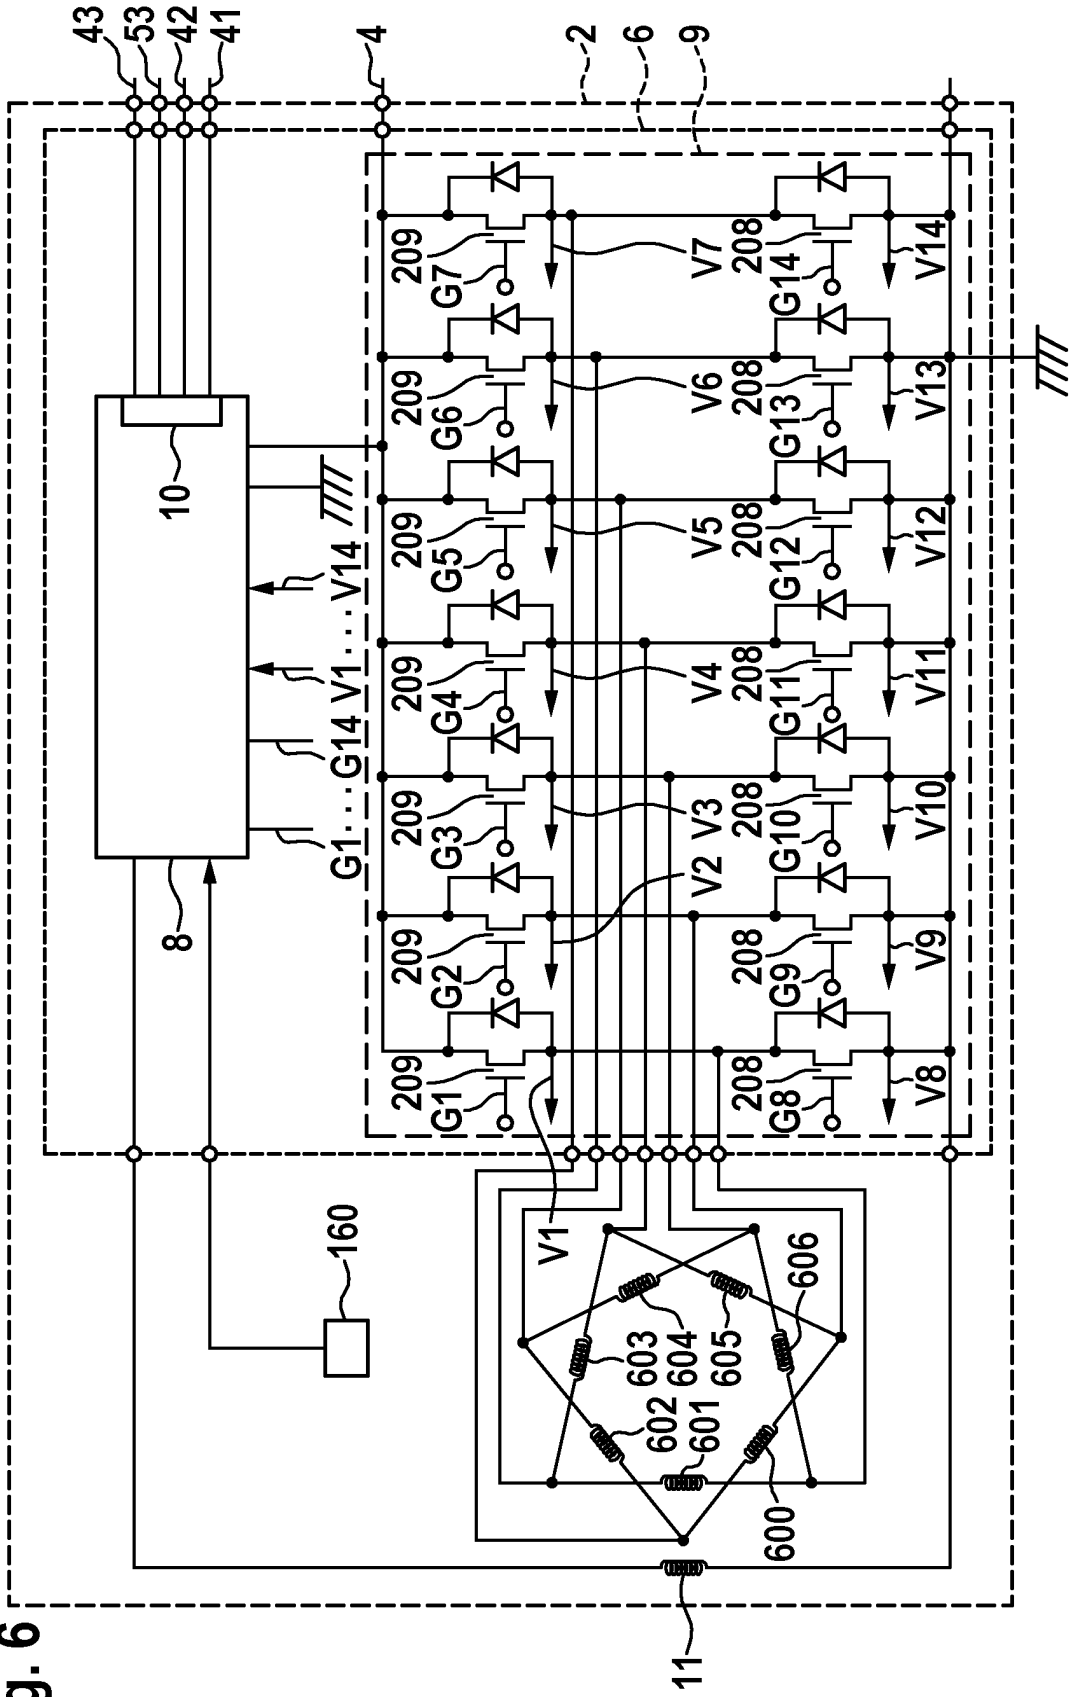 g. 6
43
53
42
41
8 10
160 G1 . . . . G14 V1 . . . . V14 4
209 209 209 209 209 209 209
G1 G2 G3 G4 G5 G6 G7
V1 2
603 6
602 604
11 601 V2 V3 V4 V5 V6 V7 9
605
208 208 208 208 208 208 208
600 G8 G9 G10 G11 G12 G13 G14
606
V8 V9 V10 V11 V12 V13 V14